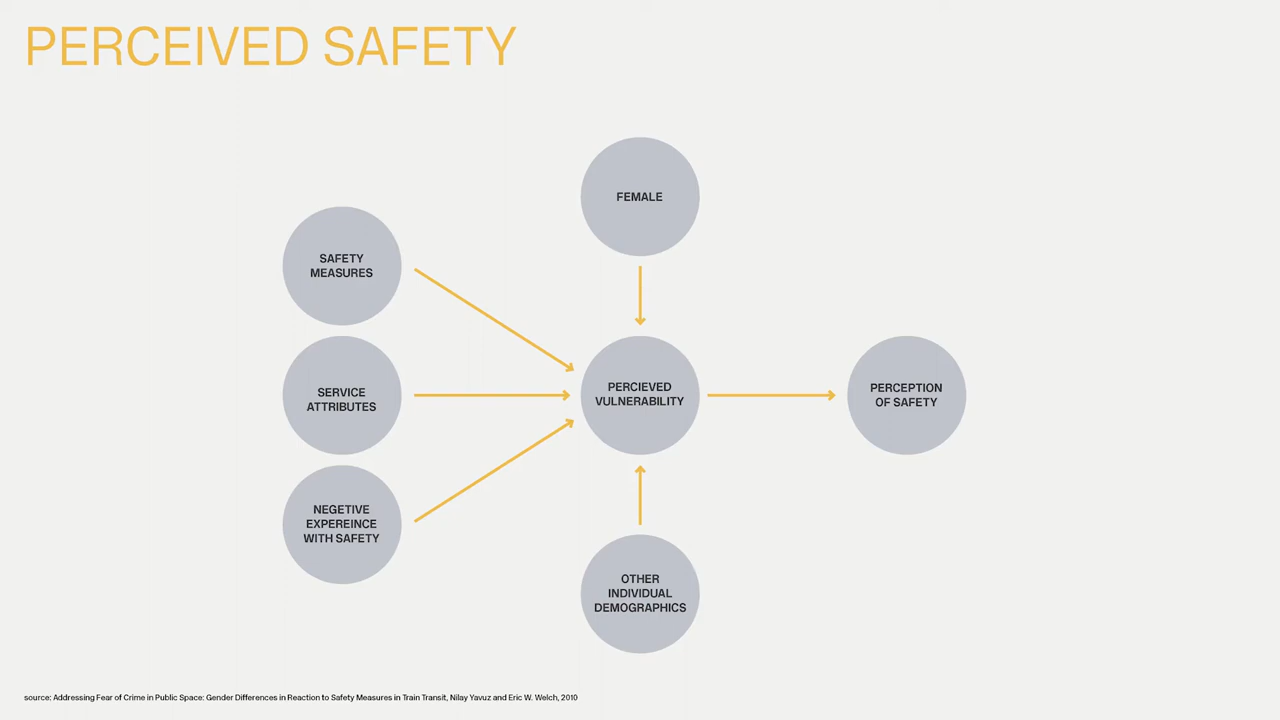 PERCEIVED SAFETY
FEMALE
SAFETY
MEASURES
SERVICE
ATTRIBUTES
PERCIEVED
VULNERABILITY
PERCEPTION
OF SAFETY
NEGETIVE
EXPEREINCE
WITH SAFETY
OTHER
INDIVIDUAL
DEMOGRAPHICS
source: Addressing Fear of Crime in Public Space: Gender Differences in Reaction to Safety Measures in Train Transit, Nilay Yavuz and Eric W. Welch, 2010